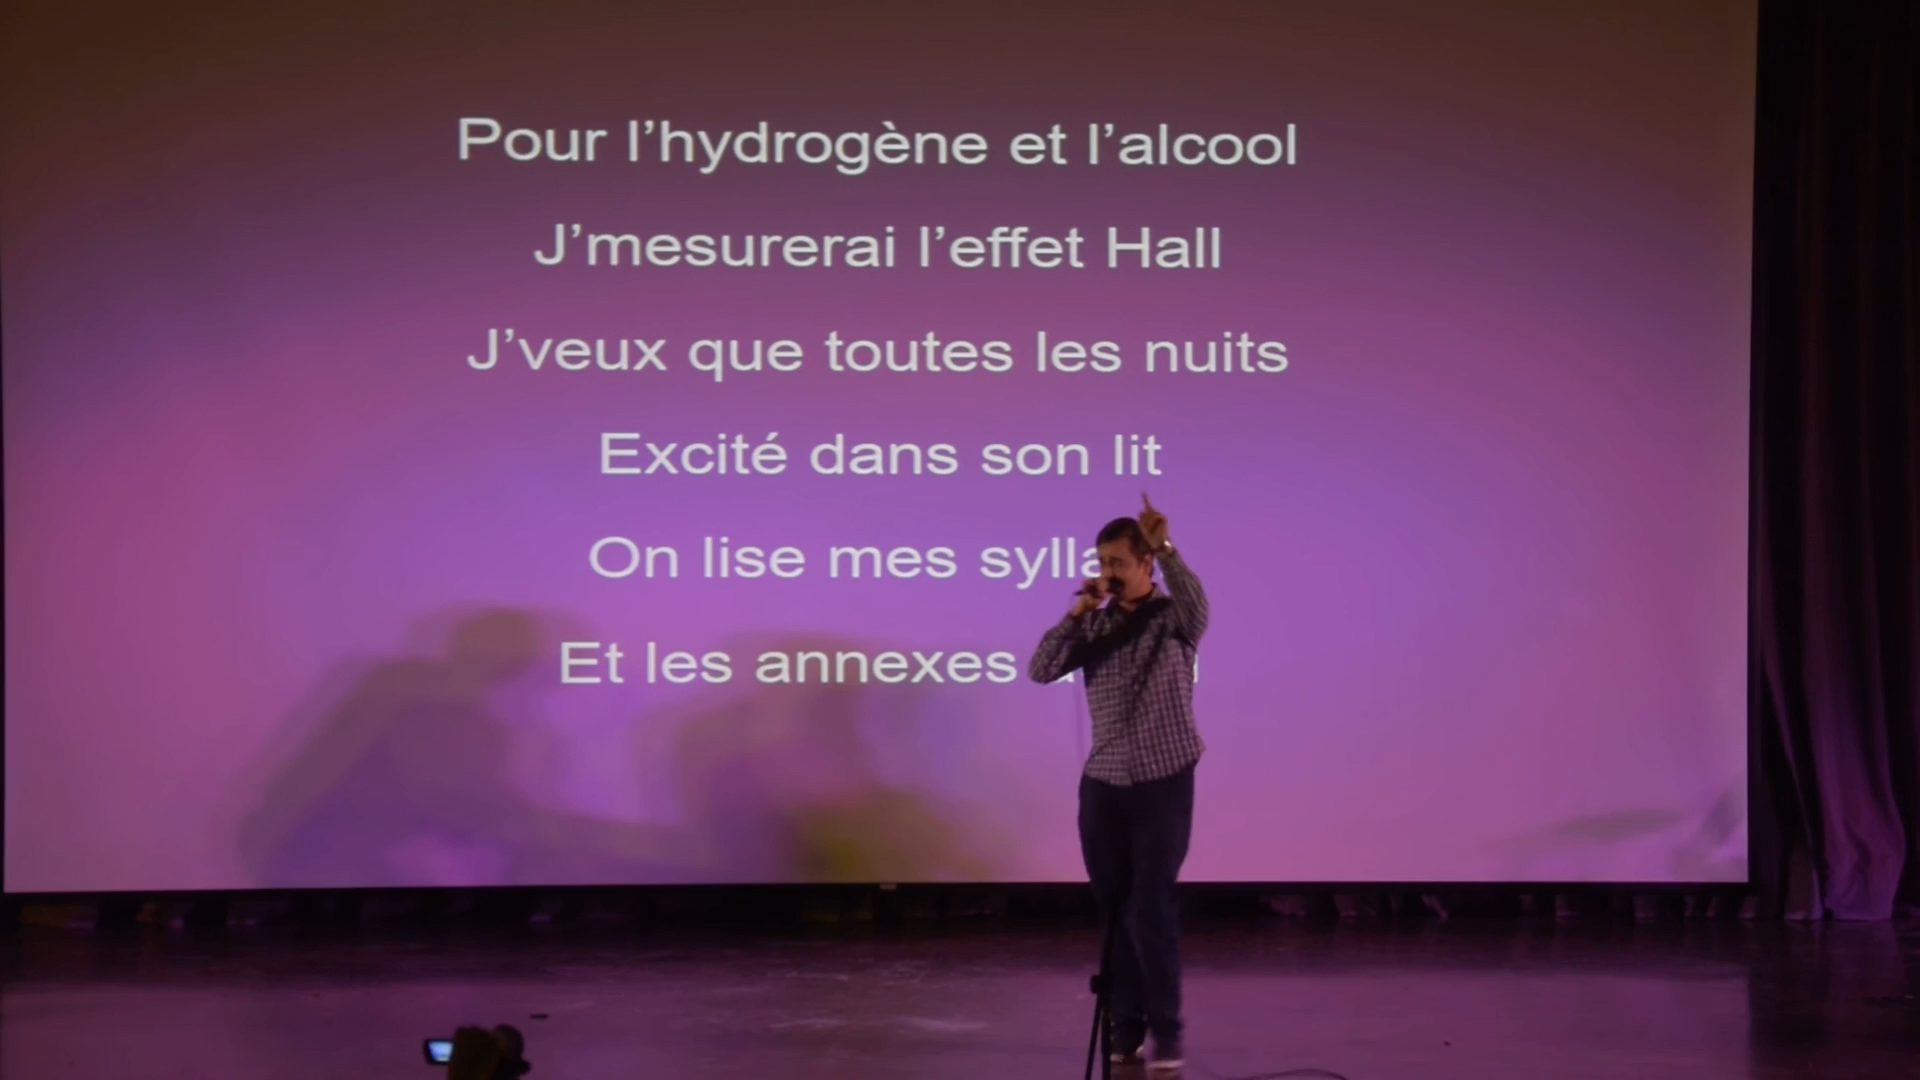 Pour l’hydrogène et l’alcool
J’mesurerai l’effet Hall
J’veux que toutes les nuits
Excité dans son lit
On lise mes
Et les annexes